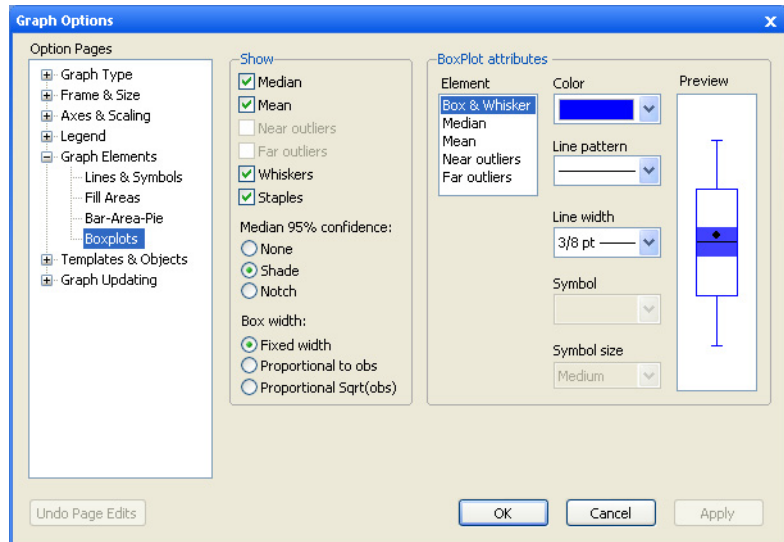 Graph Options
Option Pages
Graph Type
Frame & Size
Axes & Scaling
Legend
Graph Elements
Lines & Symbols
Fill Areas
Bar-Area-Pie
Boxplots
Templates & Objects
Graph Updating
Show
Median
Mean
Near outliers
Far outliers
Whiskers
Staples
Median 95% confidence:
None
Shade
Notch
Box width:
Fixed width
Proportional to obs
Proportional Sqrt(obs)
BoxPlot attributes
Element
Box & Whisker
Median
Mean
Near outliers
Far outliers
Color
Line pattern
Line width
3/8 pt
Symbol
Symbol size
Medium
Preview
Undo Page Edits
OK
Cancel
Apply